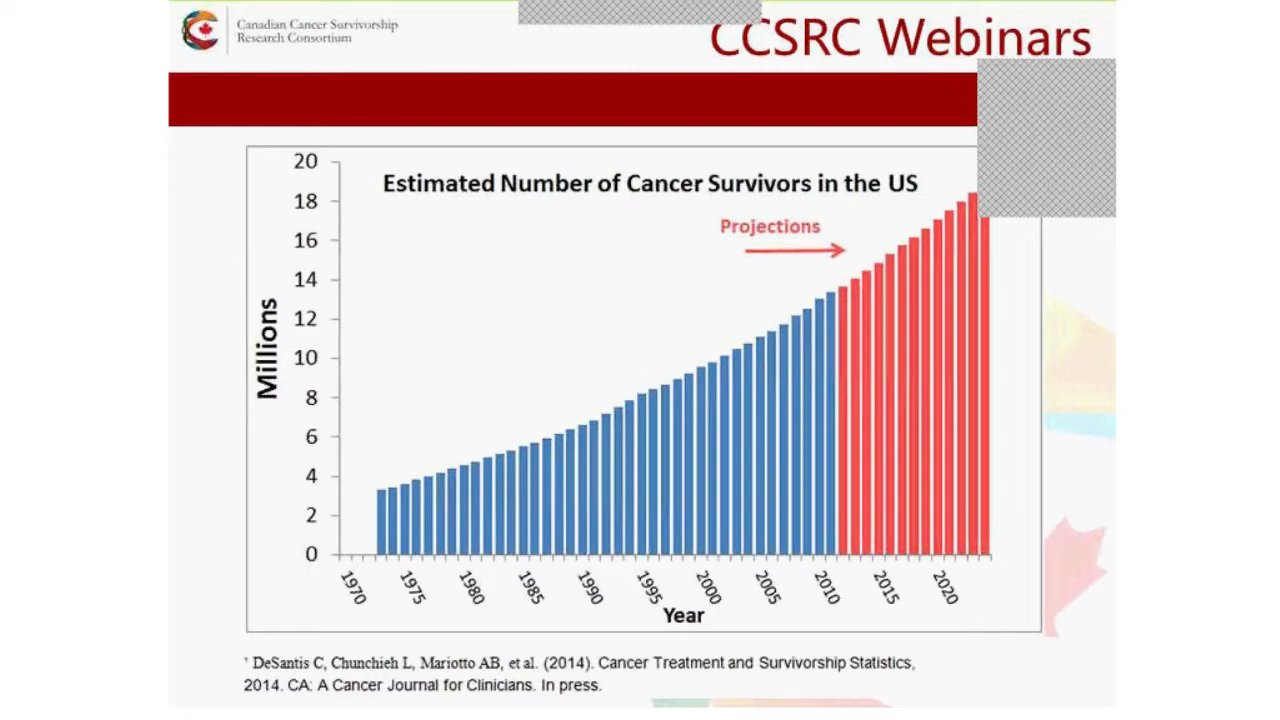 Canadian Cancer Survivorship
Research Consortium
CCSRC Webinars
Estimated Number of Cancer Survivors in the US
Projections
Millions
20
18
16
14
12
10
8
6
4
2
0
1970
1975
1980
1985
1990
1995
2000
2005
2010
2015
2020
Year
* DeSantis C, Chunchieh L, Mariotto AB, et al. (2014). Cancer Treatment and Survivorship Statistics,
2014. CA: A Cancer Journal for Clinicians. In press.